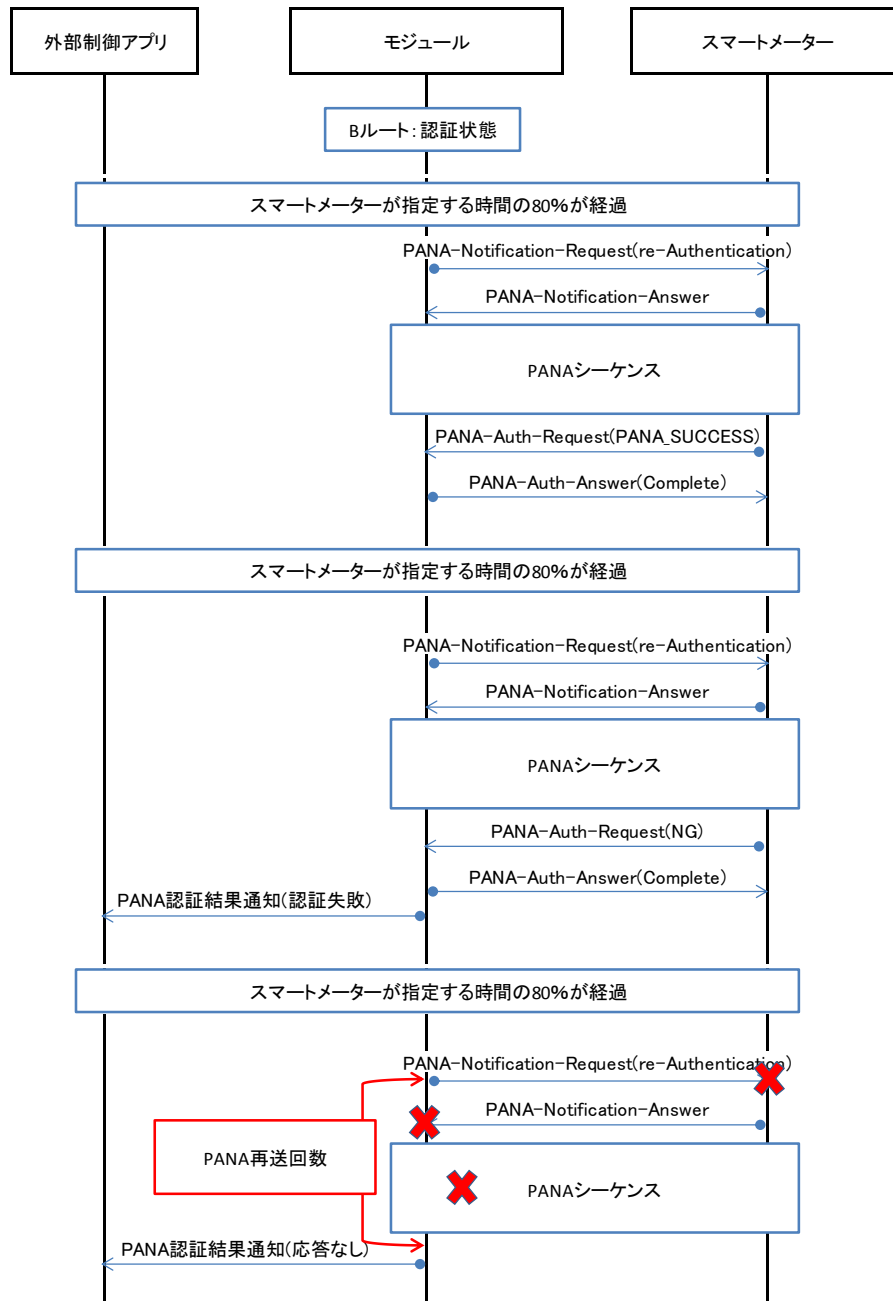 外部制御アプリ
モジュール
スマートメーター
Bルート:認証状態
スマートメーターが指定する時間の80%が経過
PANA-Notification-Request(re-Authentication)
PANA-Notification-Answer
PANAシーケンス
PANA-Auth-Request(PANA_SUCCESS)
PANA-Auth-Answer(Complete)
スマートメーターが指定する時間の80%が経過
PANA-Notification-Request(re-Authentication)
PANA-Notification-Answer
PANAシーケンス
PANA-Auth-Request(NG)
PANA-Auth-Answer(Complete)
PANA認証結果通知(認証失敗)
スマートメーターが指定する時間の80%が経過
PANA-Notification-Request(re-Authentication)
PANA-Notification-Answer
PANA再送回数
PANAシーケンス
PANA認証結果通知(応答なし)